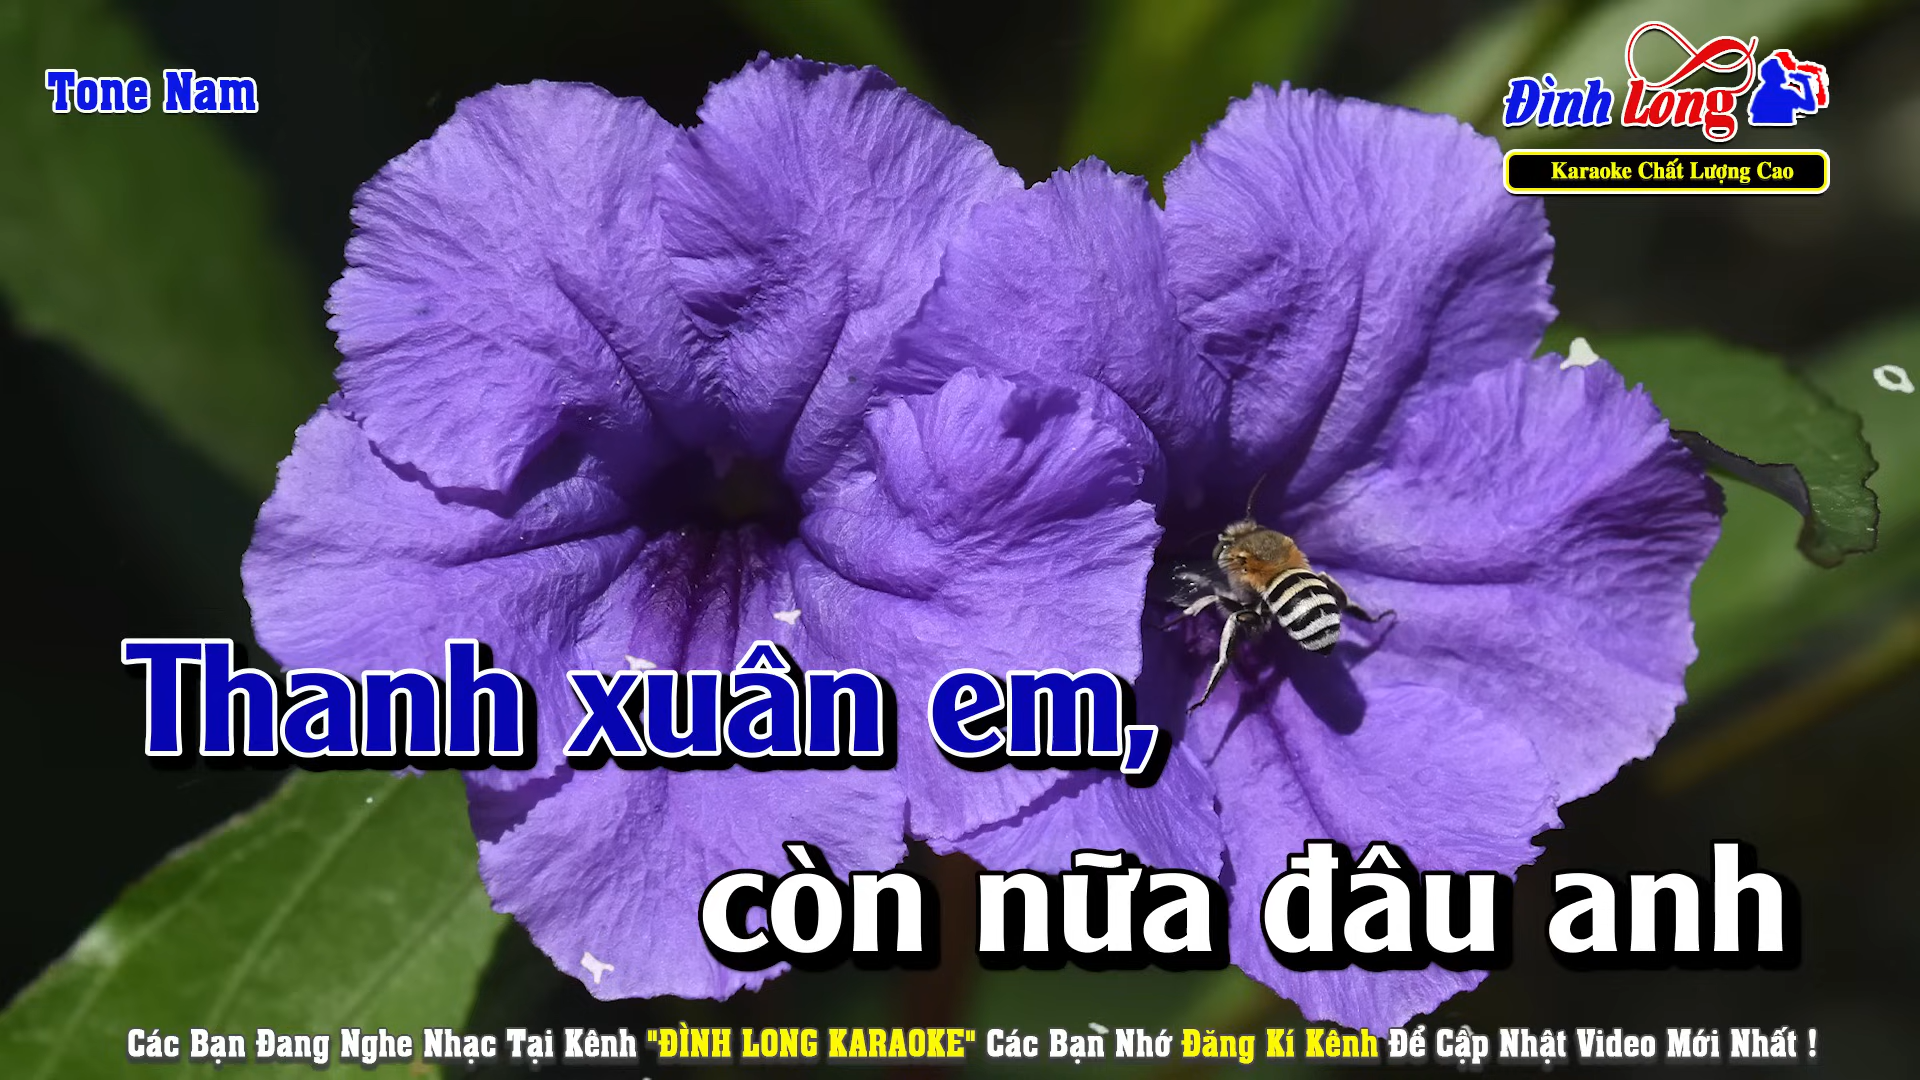 Tone Nam
Đình Long
Karaoke Chất Lượng Cao
Thanh xuân em,
còn nữa đâu anh
Các Bạn Đang Nghe Nhạc Tại Kênh "ĐÌNH LONG KARAOKE" Các Bạn Nhớ Đăng Kí Kênh Để Cập Nhật Video Mới Nhất !